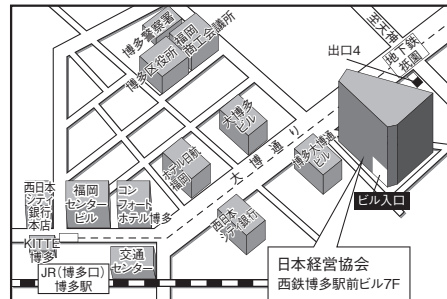 博多警察署
博多区役所
福岡
商工会議所
至天神
地下鉄
祇園
出口4
大博多
ビル
ホテル日航
福岡
大博通り
博多大博通
ビル
西日本
シティ
銀行
本店
福岡
センター
ビル
コン
フォート
ホテル博多
西日本
シティ銀行
ビル入口
KITTE
博多
交通
センター
JR(博多口)
博多駅
日本経営協会
西鉄博多駅前ビル7F